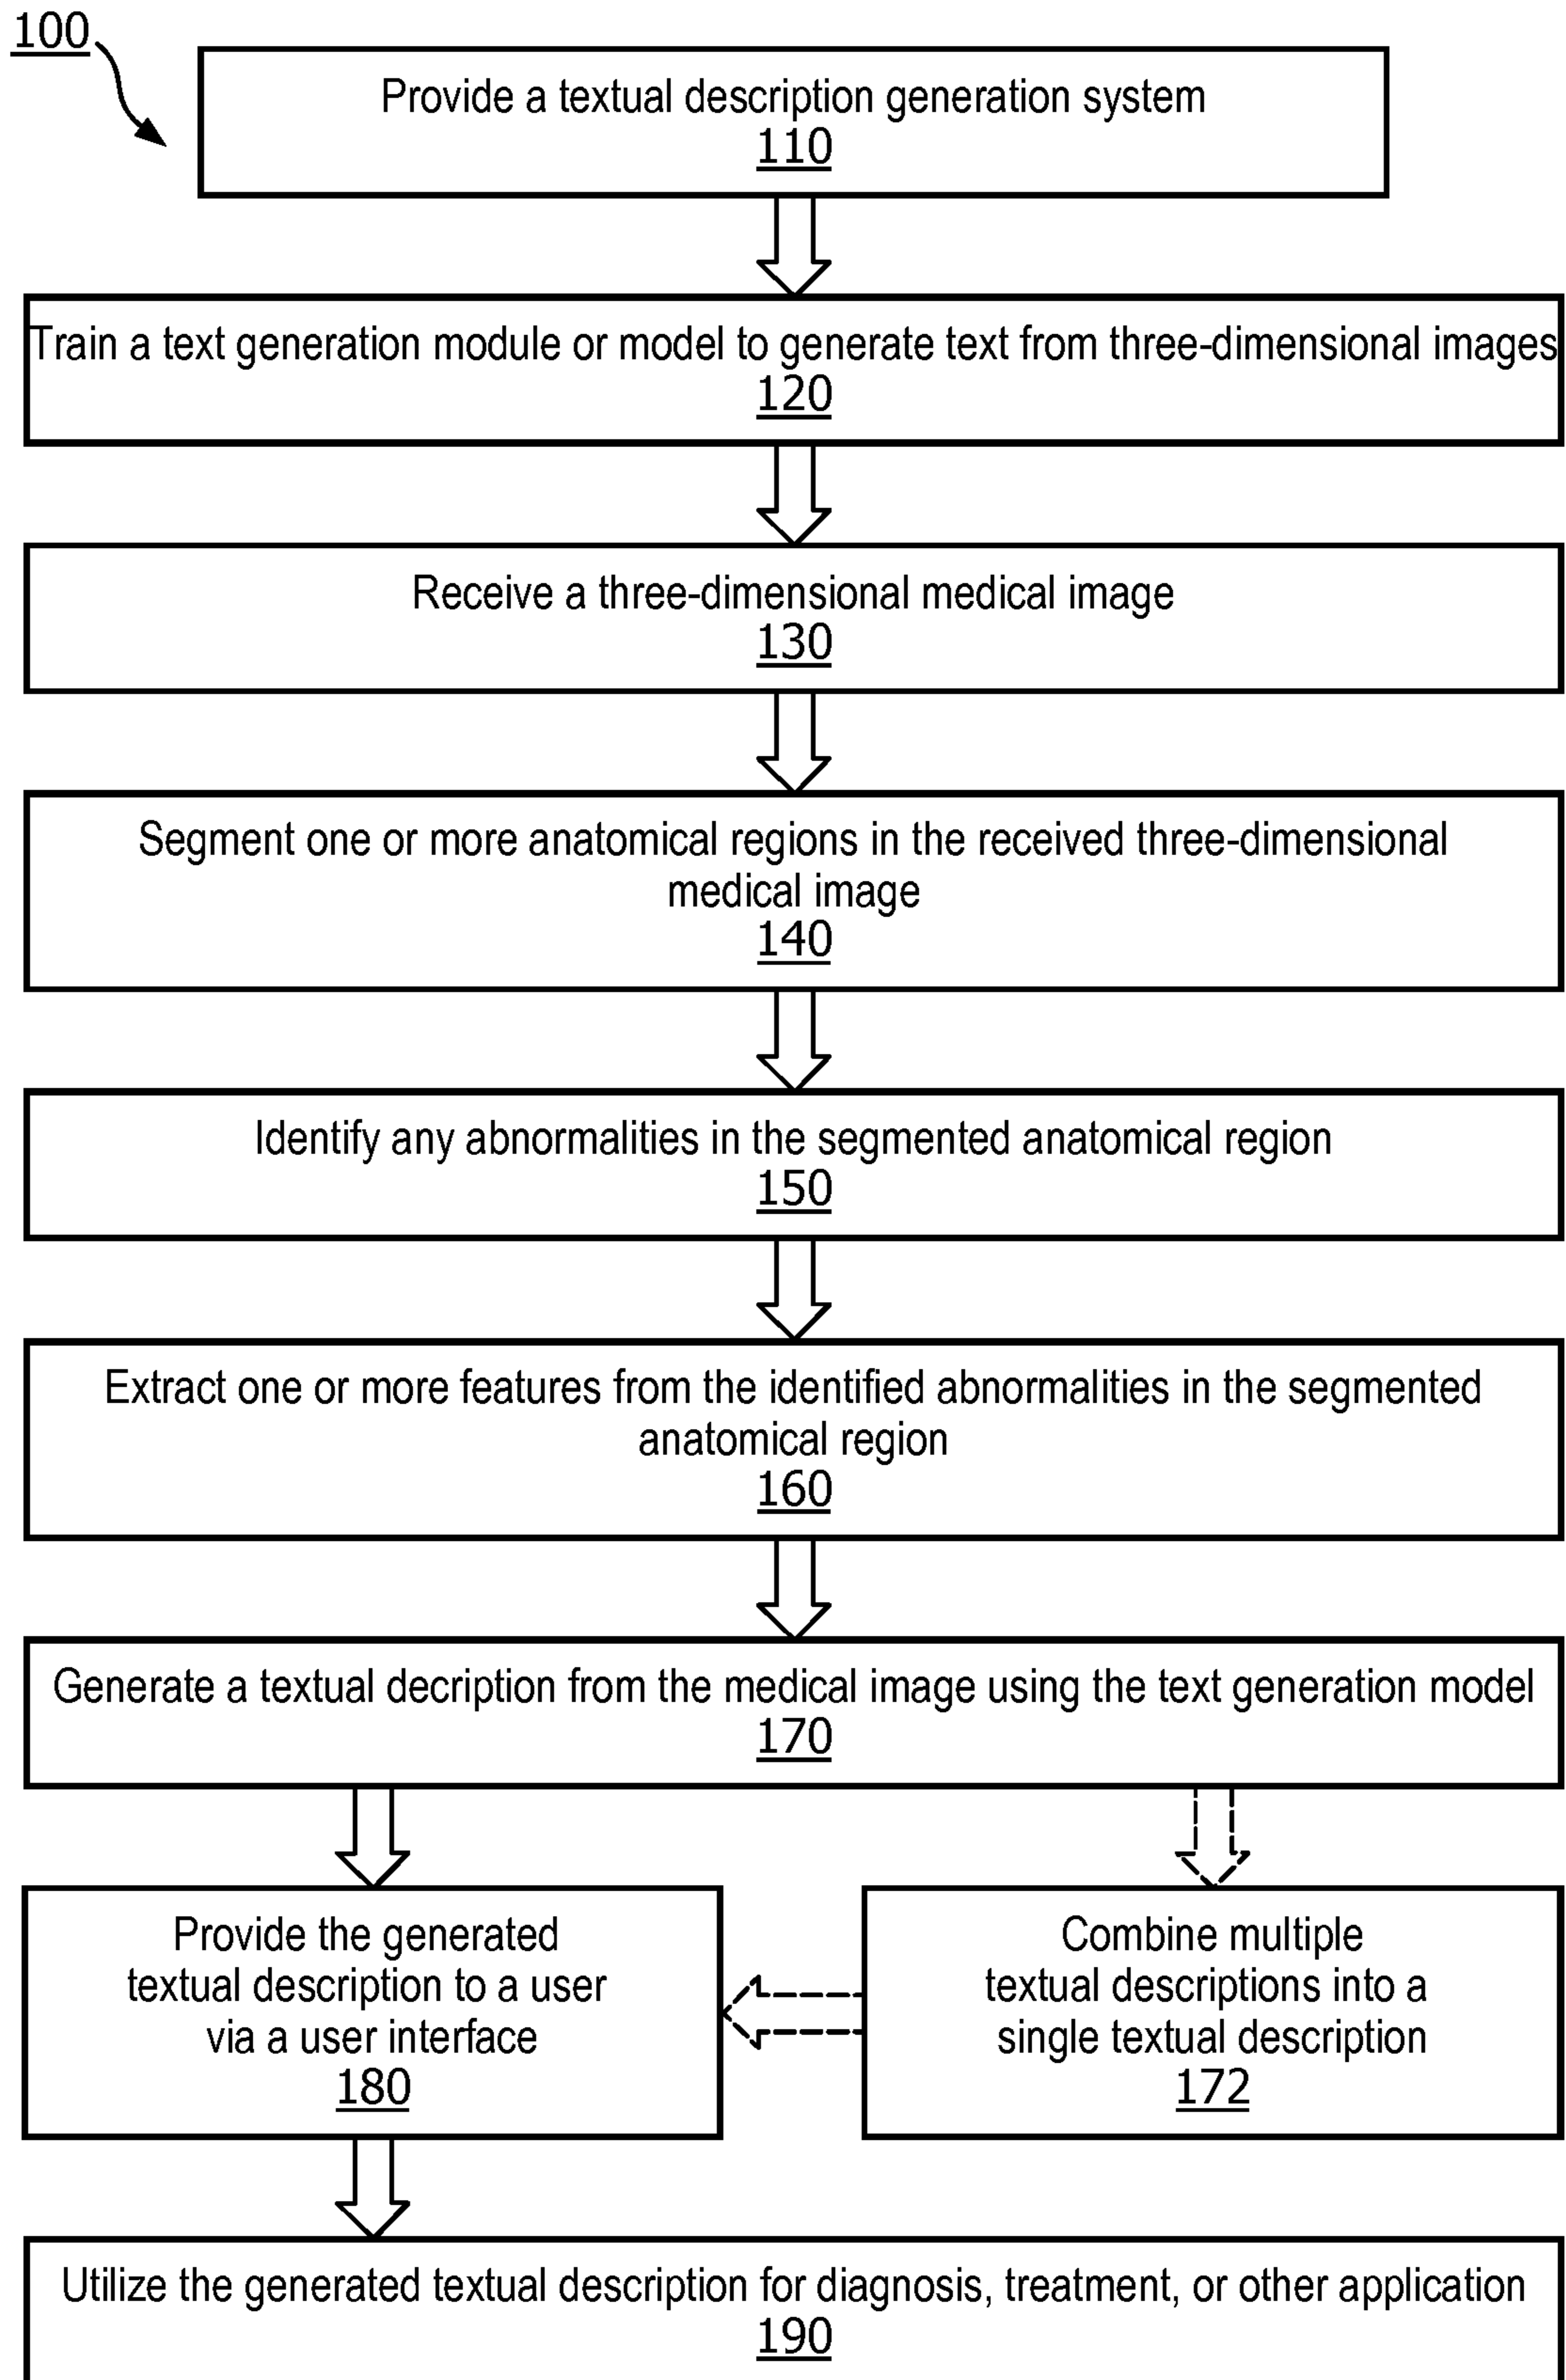 100
Provide a textual description generation system
110
Train a text generation module or model to generate text from three-dimensional images
120
Receive a three-dimensional medical image
130
Segment one or more anatomical regions in the received three-dimensional
medical image
140
Identify any abnormalities in the segmented anatomical region
150
Extract one or more features from the identified abnormalities in the segmented
anatomical region
160
Generate a textual decription from the medical image using the text generation model
170
Provide the generated
textual description to a user
via a user interface
180
Combine multiple
textual descriptions into a
single textual description
172
Utilize the generated textual description for diagnosis, treatment, or other application
190